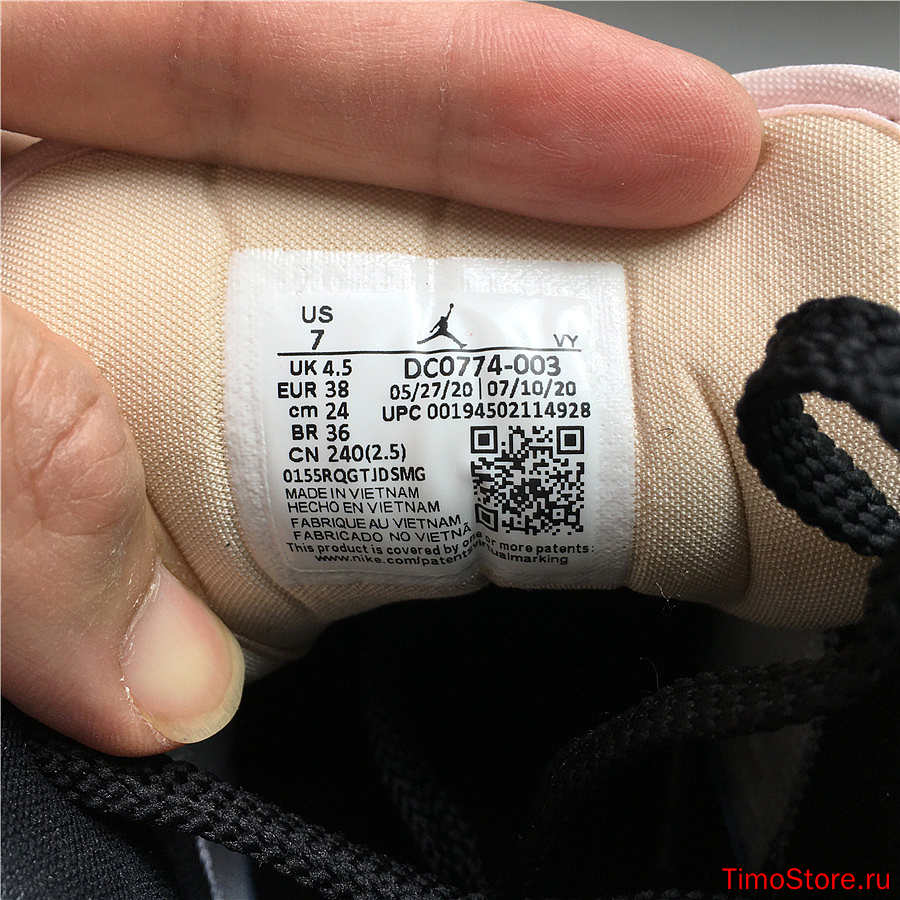 US
7
VY
UK 4.5
EUR 38
cm 24
BR 36
CN 240(2.5)
DC0774-003
05/27/20 | 07/10/20
UPC 00194502114928
0155RQGTJDSMG
MADE IN VIETNAM
HECHO EN VIETNAM
FABRIQUE AU VIETNAM
FABRICADO NO VIETNÃ
This product is covered by one or more patents:
www.nike.com/patents
TimoStore.ru